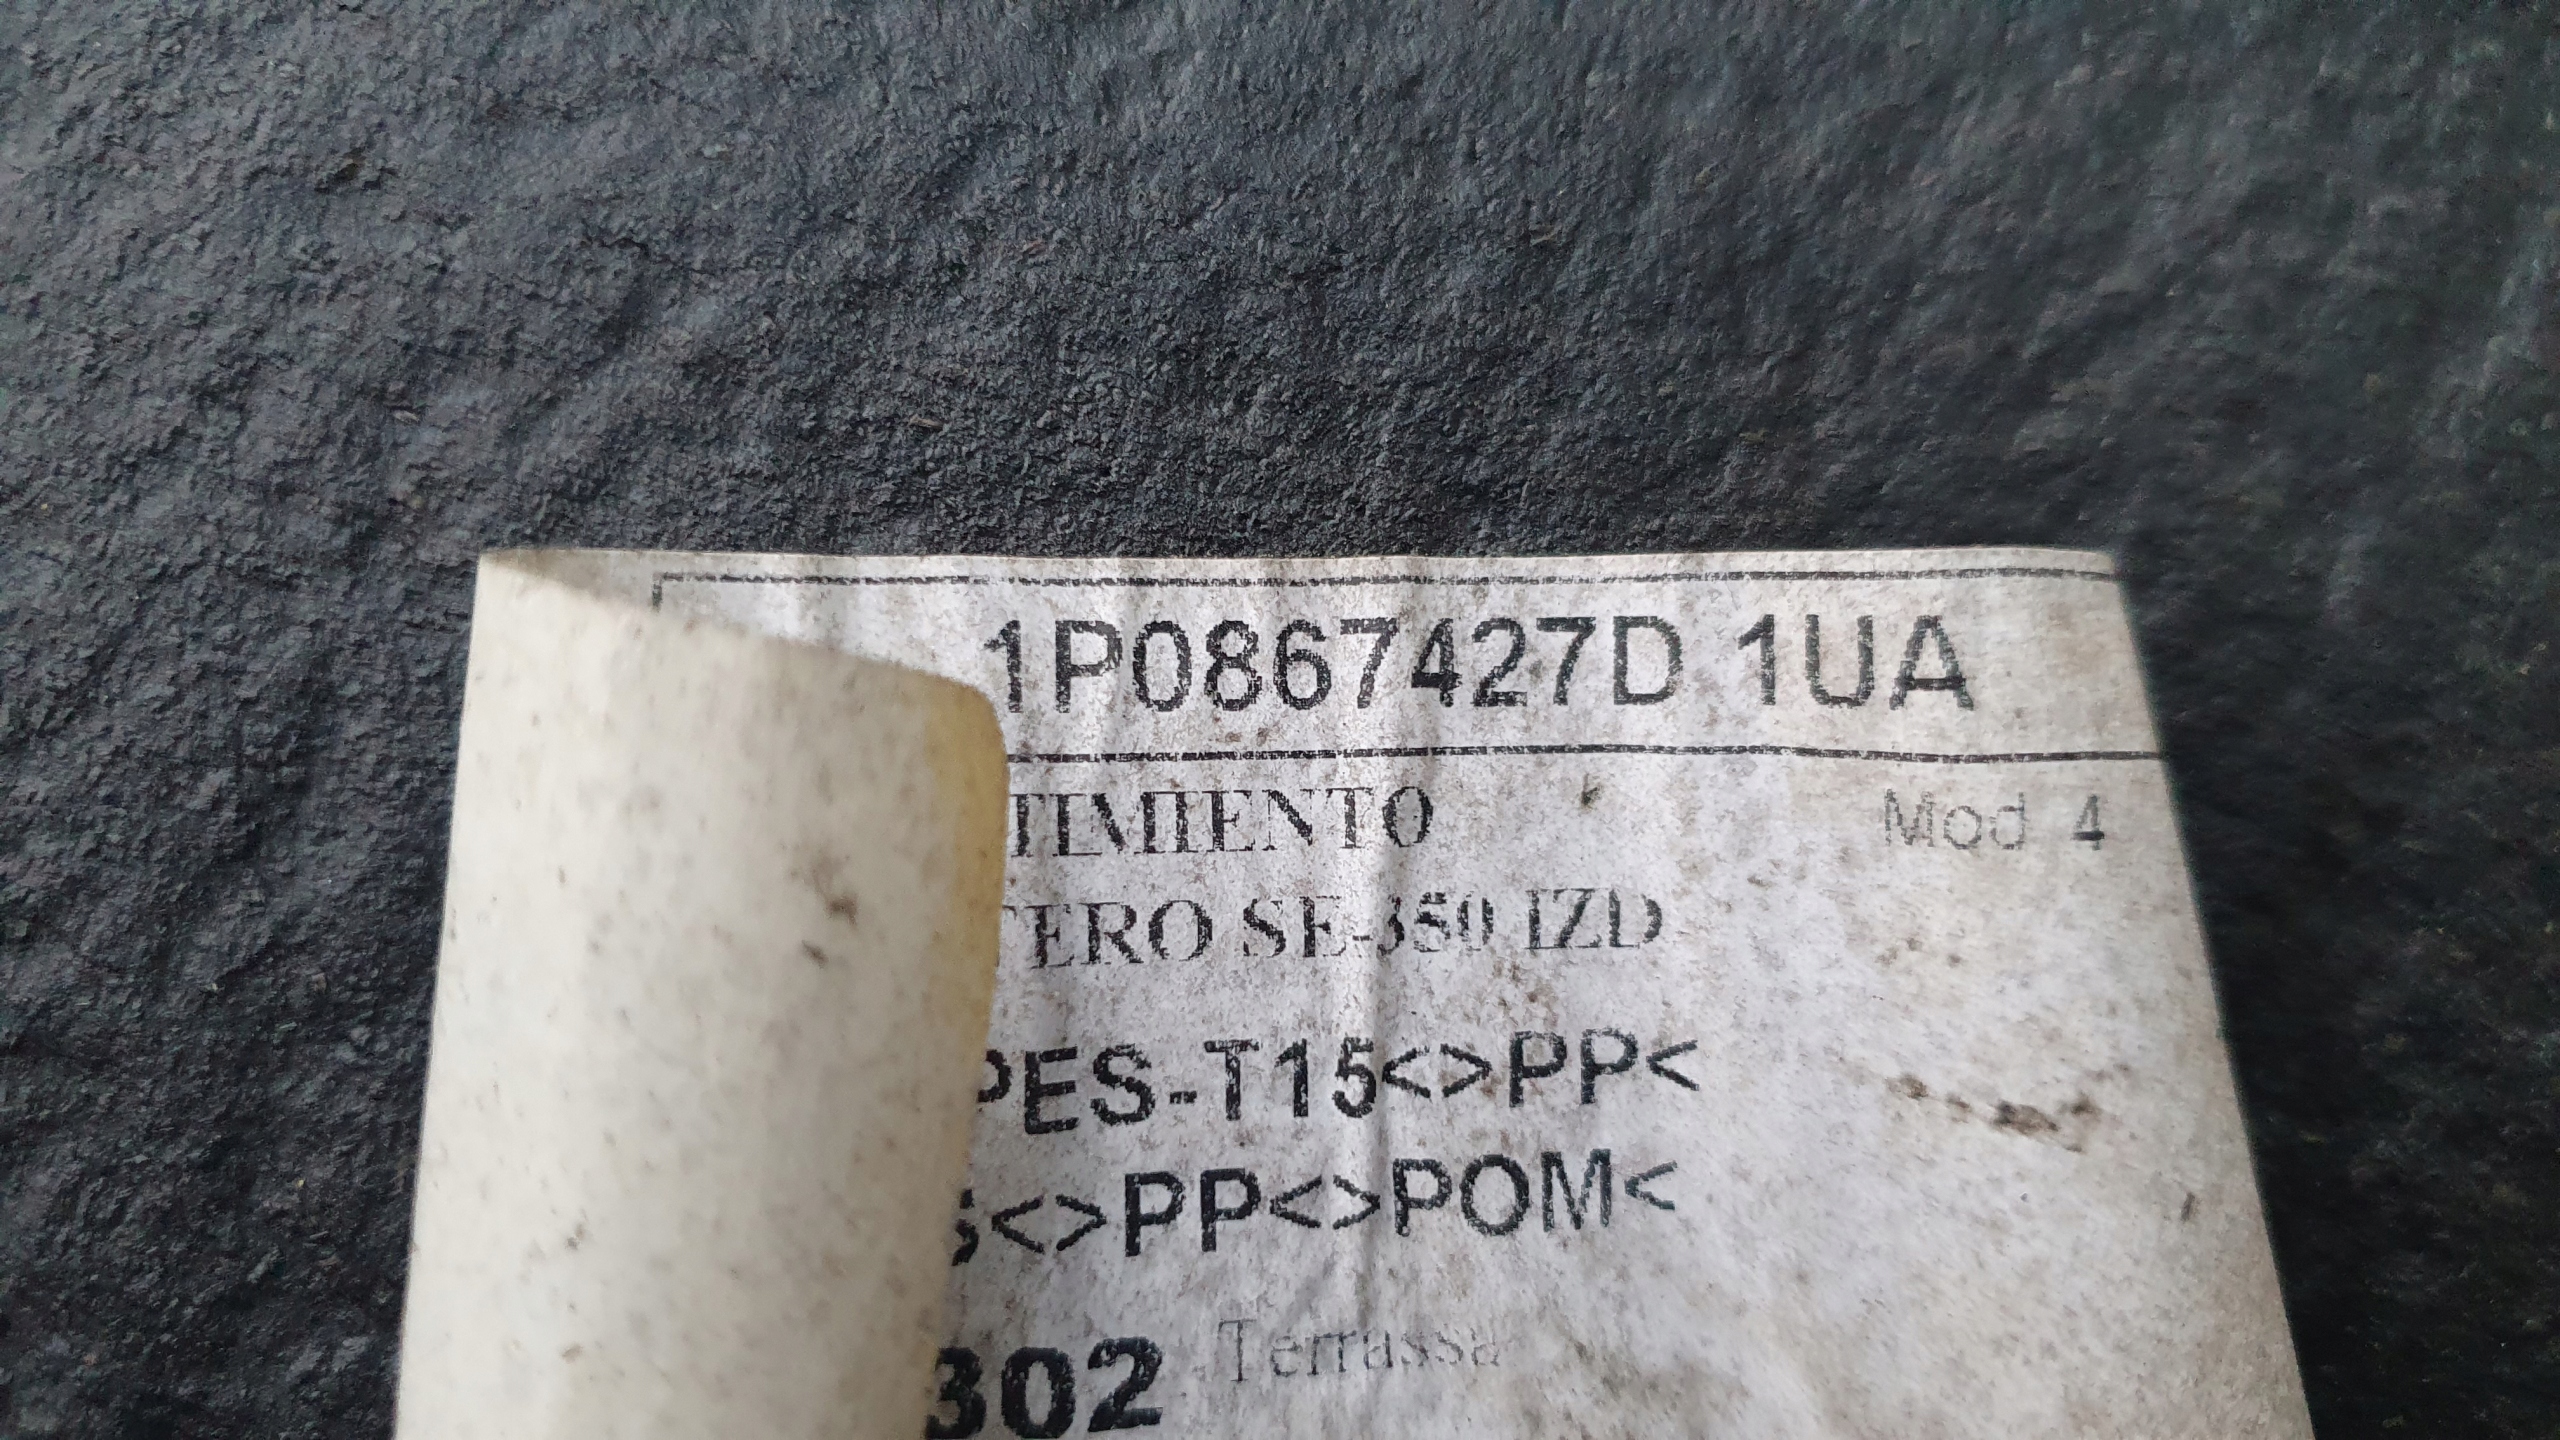 1P0867427D 1UA
TIMIENTO Mod 4
TERO SE-350 IZD
PES-T15<>PP<
S<>PP<>POM<
302 Terrassa